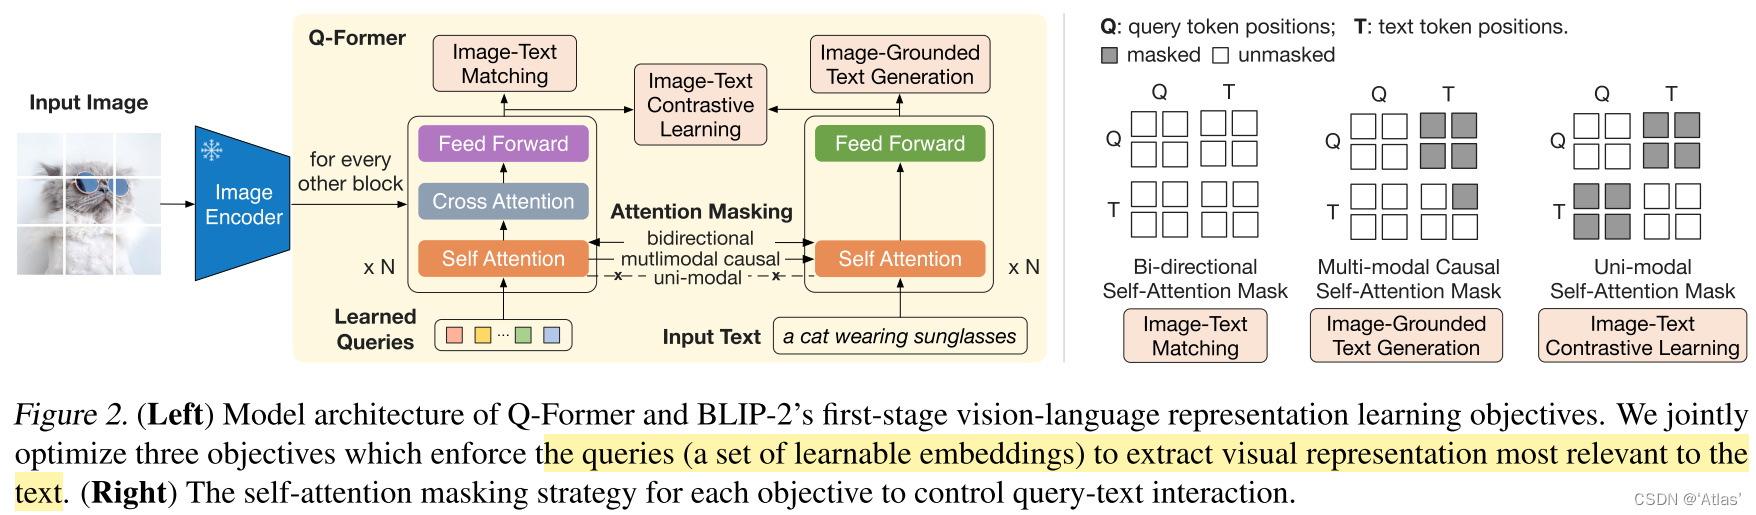 Q-Former
Input Image
Image
Encoder
for every
other block
x N
Image-Text
Matching
Image-Text
Contrastive
Learning
Image-Grounded
Text Generation
Feed Forward
Cross Attention
Self Attention
Feed Forward
Self Attention
Attention Masking
bidirectional
mutlimodal causal
x uni-modal x
x N
Learned
Queries
...
Input Text
a cat wearing sunglasses
Q: query token positions; T: text token positions.
masked unmasked
Q T
Q
T
Bi-directional
Self-Attention Mask
Image-Text
Matching
Q T
Q
T
Multi-modal Causal
Self-Attention Mask
Image-Grounded
Text Generation
Q T
Q
T
Uni-modal
Self-Attention Mask
Image-Text
Contrastive Learning
Figure 2. (Left) Model architecture of Q-Former and BLIP-2's first-stage vision-language representation learning objectives. We jointly
optimize three objectives which enforce the queries (a set of learnable embeddings) to extract visual representation most relevant to the
text. (Right) The self-attention masking strategy for each objective to control query-text interaction.
CSDN @'Atlas'